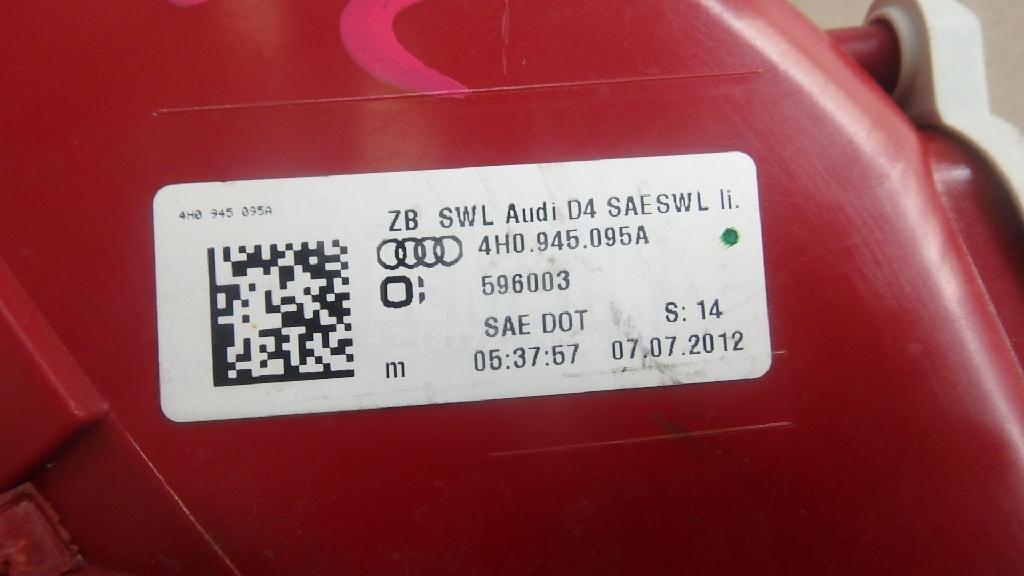 4H0 945 095A
ZB SWL Audi D4 SAESWL li.
4H0.945.095A
596003
SAE DOT S: 14
m 05:37:57 07.07.2012